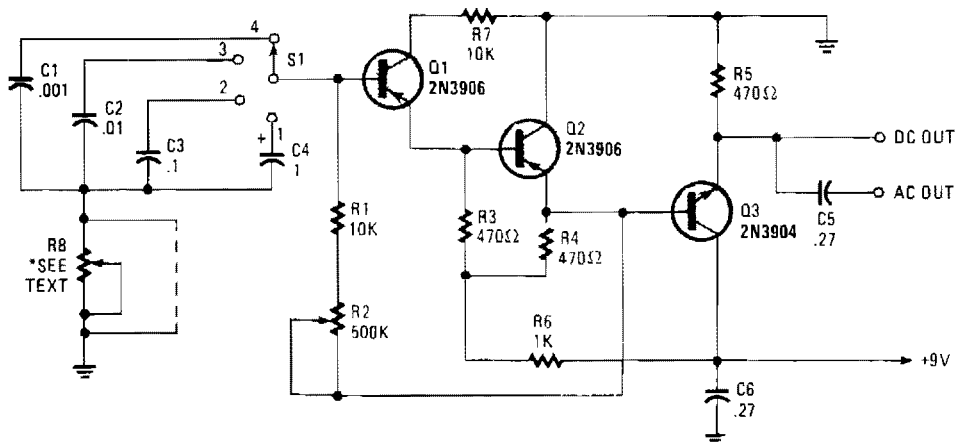 C1
.001
C2
.01
C3
.1
4
3
2
1
S1
+
C4
1
R8
*SEE
TEXT
R1
10K
R2
500K
Q1
2N3906
R7
10K
Q2
2N3906
R3
470Ω
R4
470Ω
R6
1K
R5
470Ω
Q3
2N3904
DC OUT
AC OUT
C5
.27
+9V
C6
.27